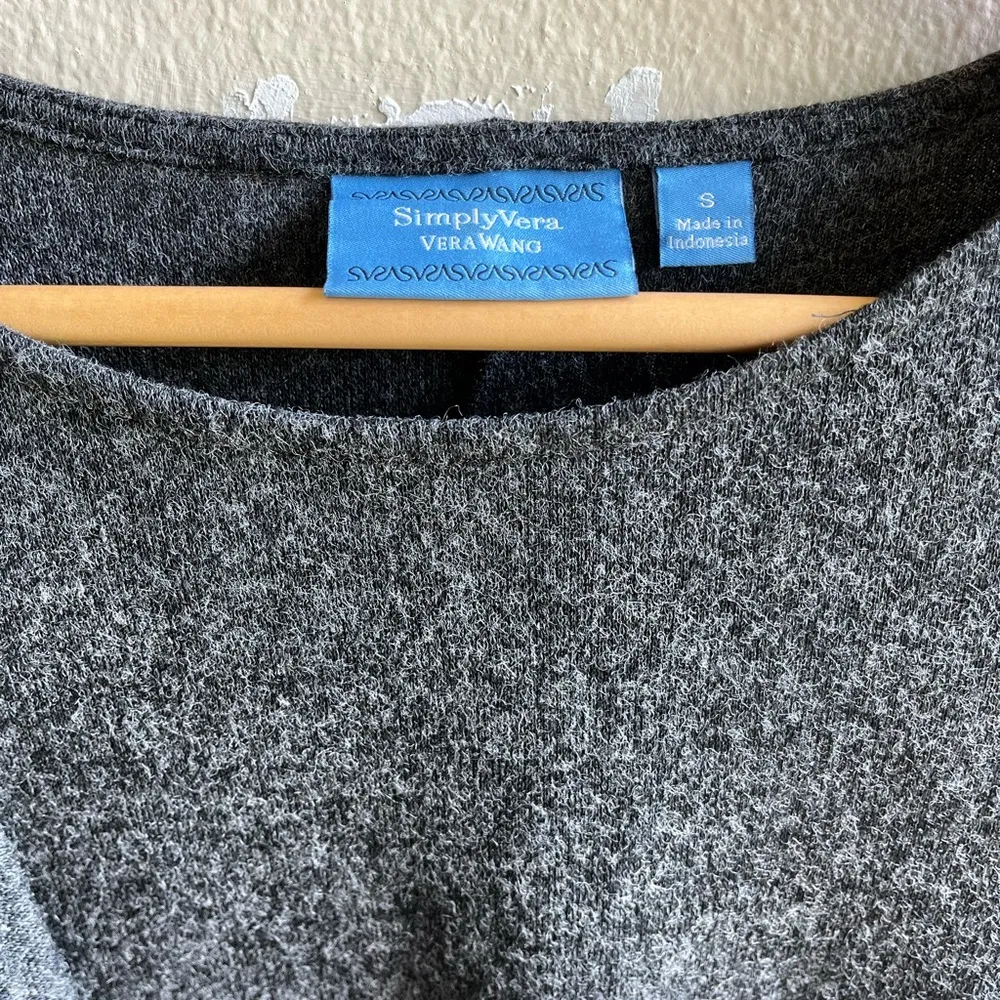 SimplyVera
VERA WANG
S
Made in
Indonesia